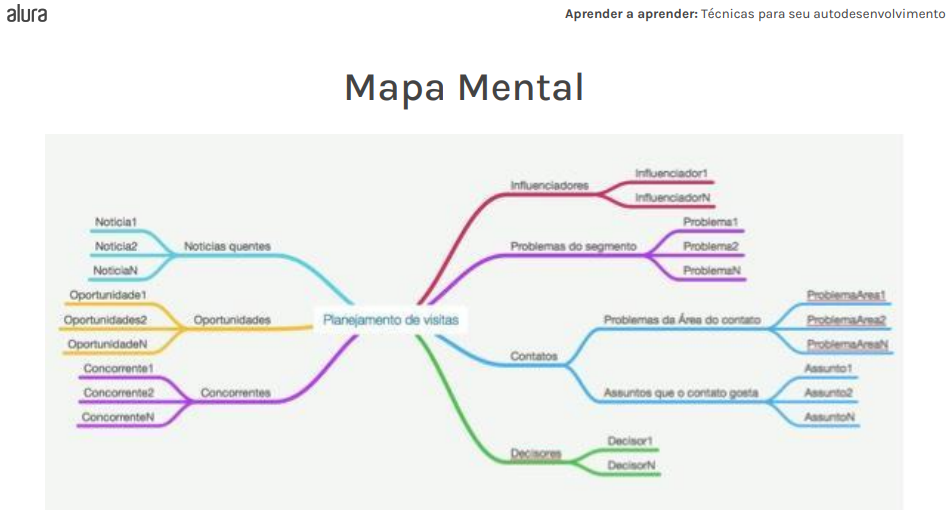 alura
Aprender a aprender: Técnicas para seu autodesenvolvimento
Mapa Mental
Planejamento de visitas
Noticias quentes
Noticia1
Noticia2
NoticiaN
Oportunidades
Oportunidade1
Oportunidades2
OportunidadeN
Concorrentes
Concorrente1
Concorrente2
ConcorrenteN
Influenciadores
Influenciador1
InfluenciadorN
Problemas do segmento
Problema1
Problema2
ProblemaN
Contatos
Problemas da Área do contato
ProblemaArea1
ProblemaArea2
ProblemaAreaN
Assuntos que o contato gosta
Assunto1
Assunto2
AssuntoN
Decisores
Decisor1
DecisorN